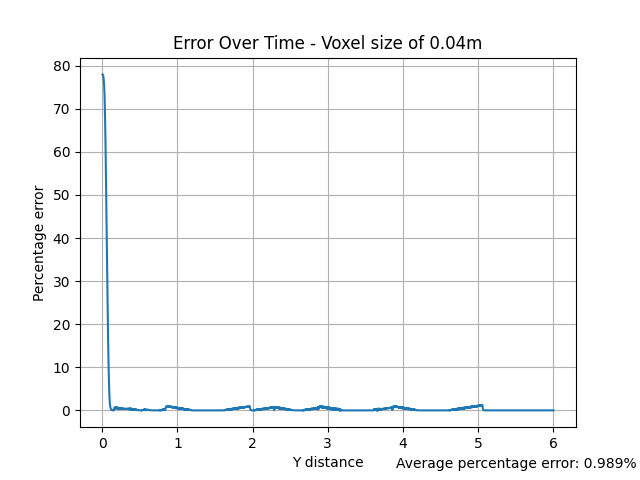 Error Over Time - Voxel size of 0.04m
Percentage error
80
70
60
50
40
30
20
10
0
0 1 2 3 4 5 6
Y distance
Average percentage error: 0.989%